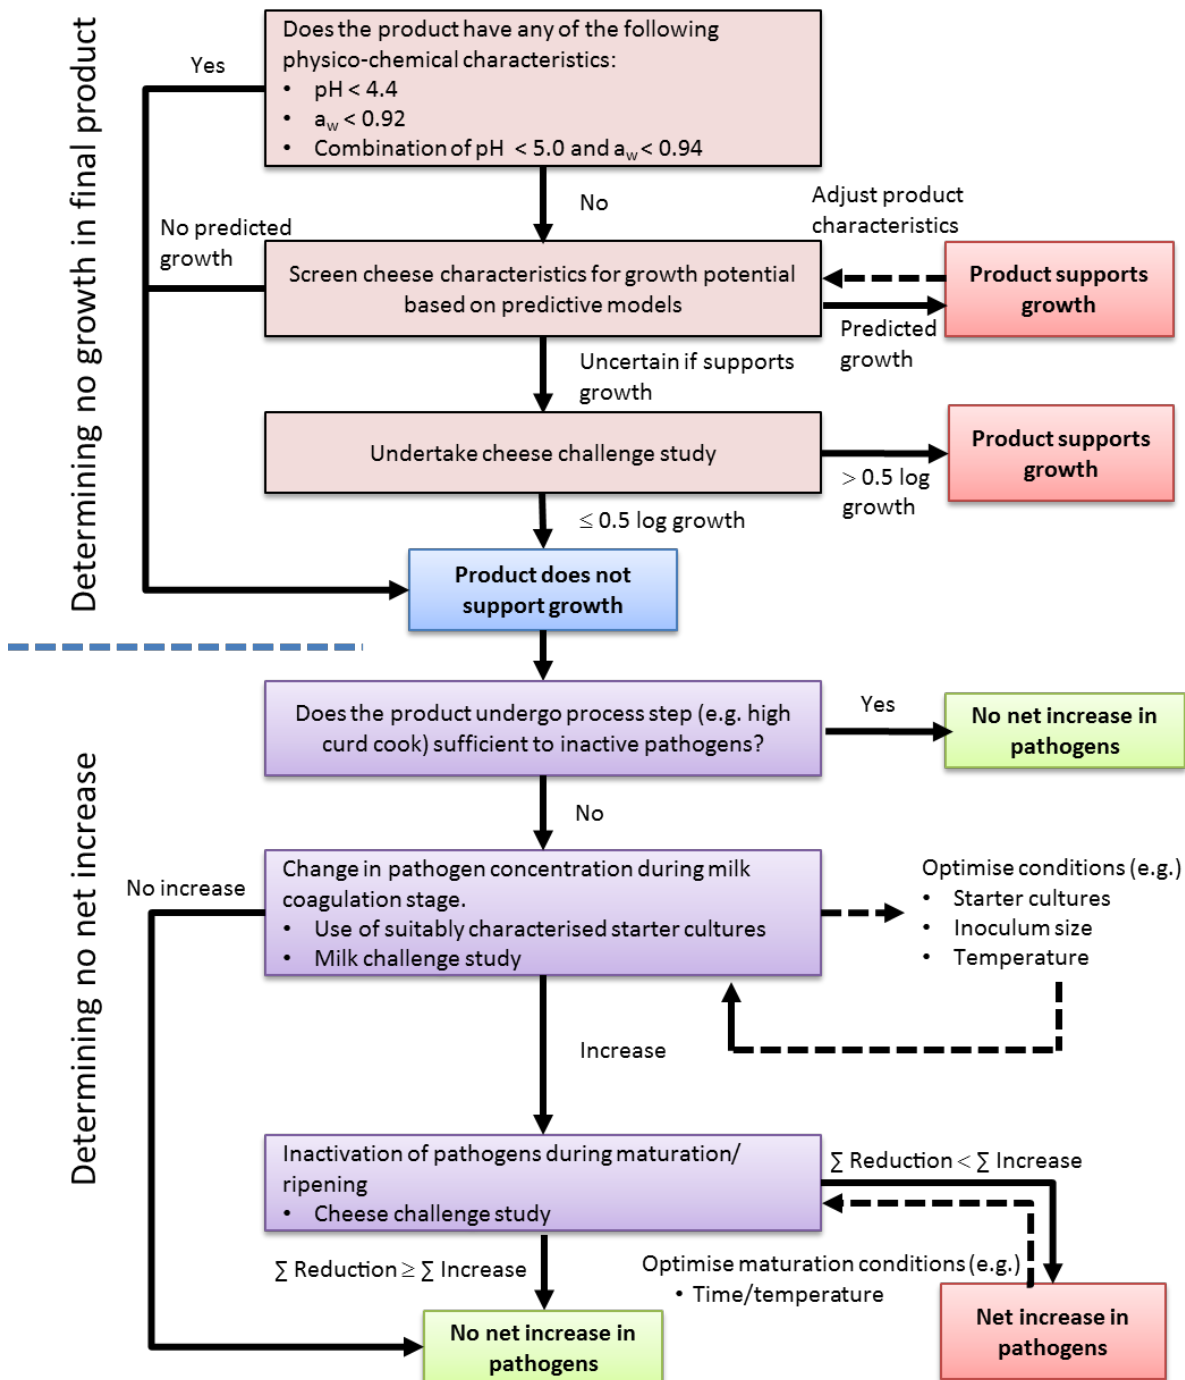 Determining no growth in final product
Does the product have any of the following
physico-chemical characteristics:
• pH < 4.4
• aw < 0.92
• Combination of pH < 5.0 and aw < 0.94
Yes
No
No predicted
growth
Adjust product
characteristics
Screen cheese characteristics for growth potential
based on predictive models
Product supports
growth
Predicted
growth
Uncertain if supports
growth
Undertake cheese challenge study
Product supports
growth
> 0.5 log
growth
≤ 0.5 log growth
Product does not
support growth
Determining no net increase
Does the product undergo process step (e.g. high
curd cook) sufficient to inactive pathogens?
Yes
No net increase in
pathogens
No
No increase
Change in pathogen concentration during milk
coagulation stage.
• Use of suitably characterised starter cultures
• Milk challenge study
Optimise conditions (e.g.)
• Starter cultures
• Inoculum size
• Temperature
Increase
Inactivation of pathogens during maturation/
ripening
• Cheese challenge study
∑ Reduction < ∑ Increase
∑ Reduction ≥ ∑ Increase
Optimise maturation conditions (e.g.)
• Time/temperature
No net increase in
pathogens
Net increase in
pathogens